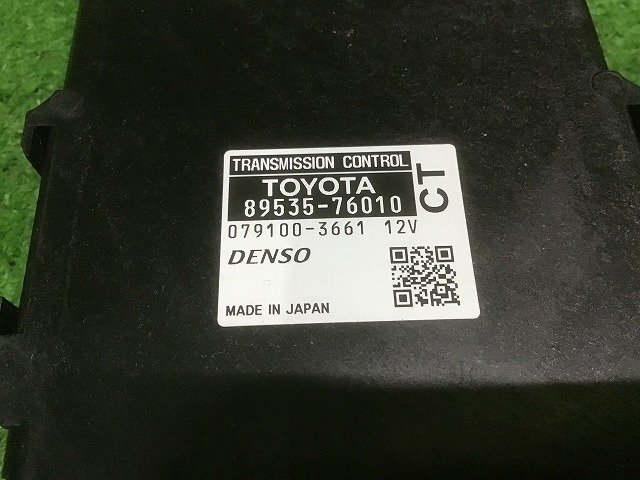 TRANSMISSION CONTROL
TOYOTA
89535-76010
CT
079100-3661 12V
DENSO
MADE IN JAPAN